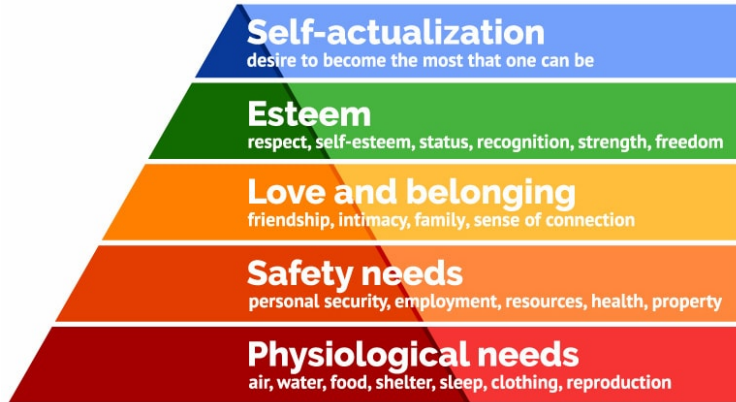 Self-actualization
desire to become the most that one can be
Esteem
respect, self-esteem, status, recognition, strength, freedom
Love and belonging
friendship, intimacy, family, sense of connection
Safety needs
personal security, employment, resources, health, property
Physiological needs
air, water, food, shelter, sleep, clothing, reproduction